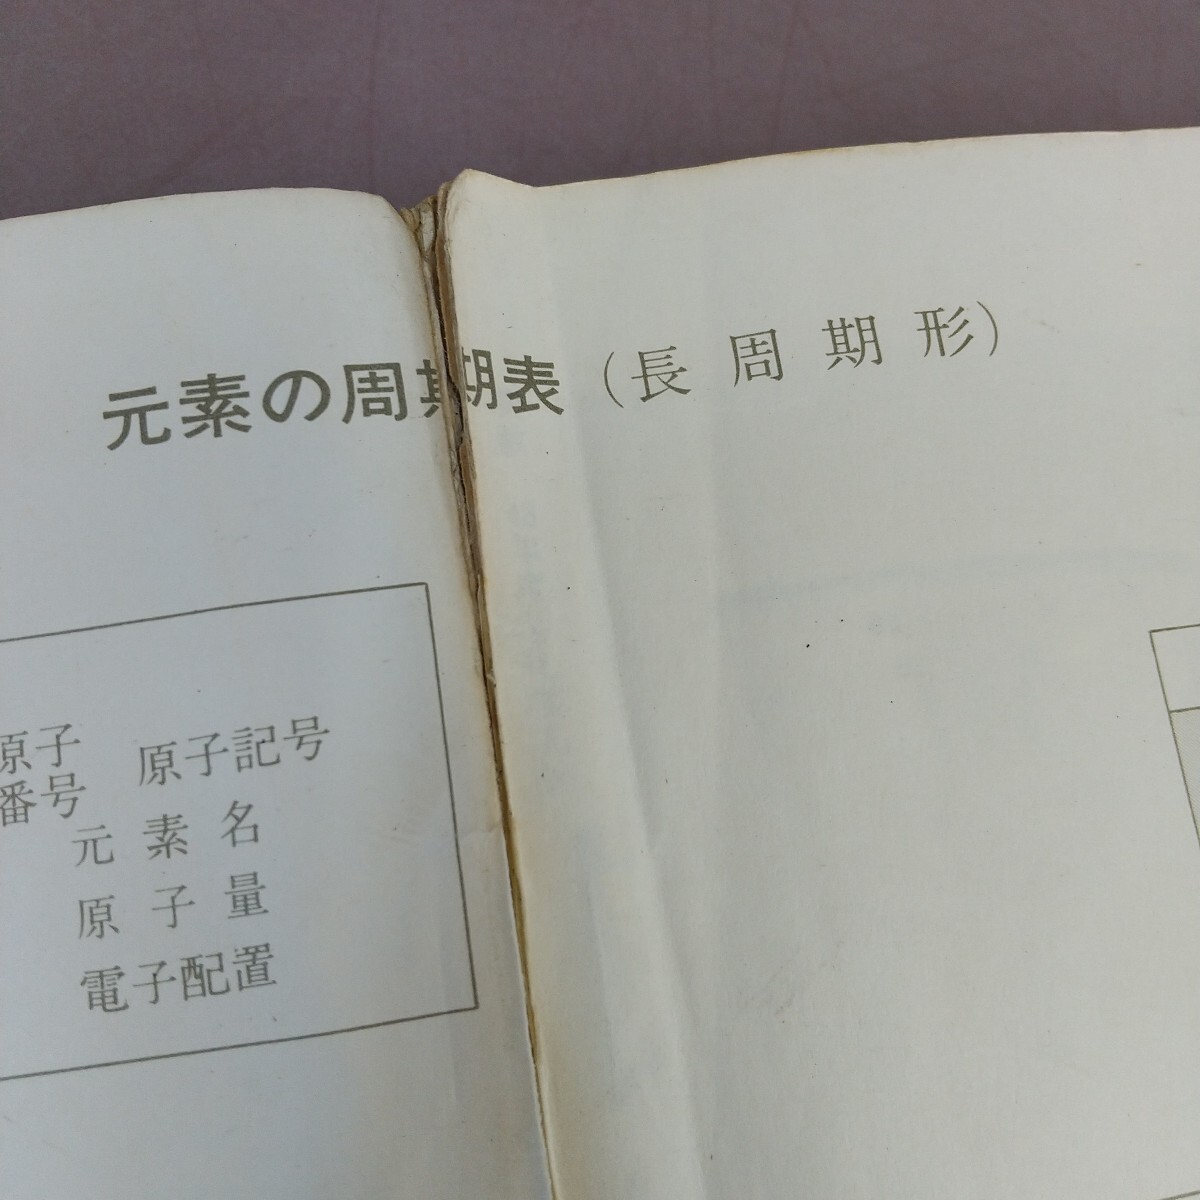 元素の周期表（長周期形）
原子番号 原子記号
元素名
原子量
電子配置